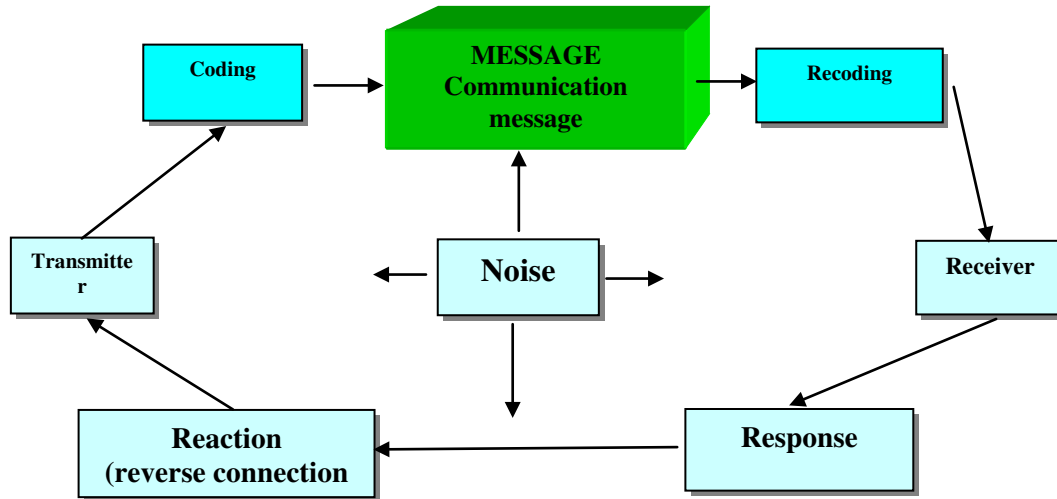 Coding
MESSAGE
Communication
message
Recoding
Transmitte
r
Noise
Receiver
Reaction
(reverse connection
Response